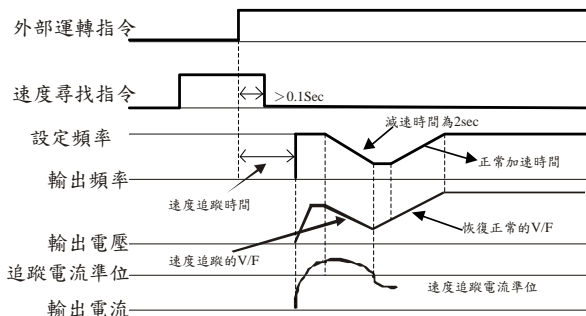 外部運轉指令
速度尋找指令
>0.1Sec
設定頻率
減速時間為2sec
正常加速時間
輸出頻率
速度追蹤時間
輸出電壓
速度追蹤的V/F
恢復正常的V/F
追蹤電流準位
速度追蹤電流準位
輸出電流